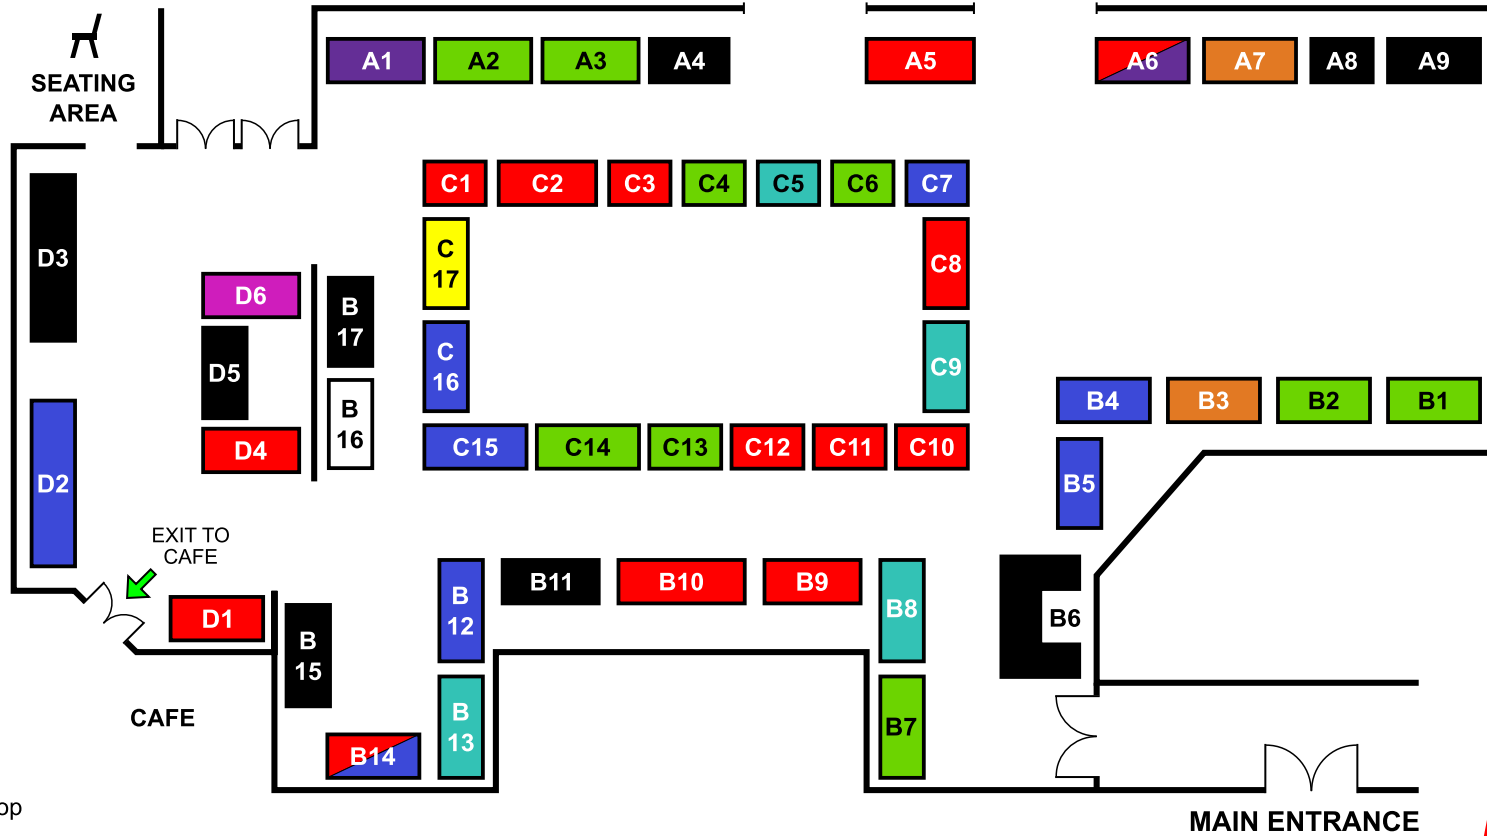 SEATING
AREA
A1
A2
A3
A4
A5
A6
A7
A8
A9
C1
C2
C3
C4
C5
C6
C7
D3
C
17
C8
D6
B
17
D5
C
16
C9
B
16
B4
B3
B2
B1
D4
C15
C14
C13
C12
C11
C10
D2
B5
EXIT TO
CAFE
B
12
B11
B10
B9
B8
B6
D1
B
15
CAFE
B
13
B7
B14
op
MAIN ENTRANCE